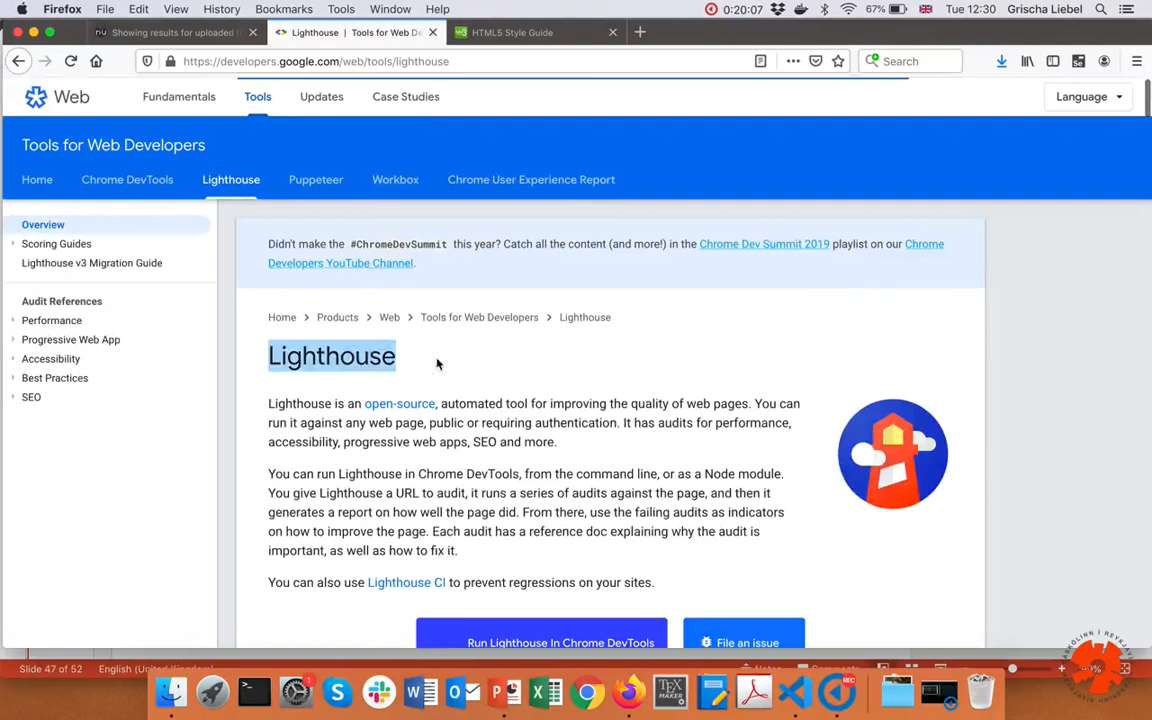 Firefox File Edit View History Bookmarks Tools Window Help 0:20:07 67% Tue 12:30 Grischa Liebel
Showing results for uploaded
Lighthouse | Tools for Web De
HTML5 Style Guide
https://developers.google.com/web/tools/lighthouse
Search
Web Fundamentals Tools Updates Case Studies Language
Tools for Web Developers
Home Chrome DevTools Lighthouse Puppeteer Workbox Chrome User Experience Report
Overview
Scoring Guides
Lighthouse v3 Migration Guide
Audit References
Performance
Progressive Web App
Accessibility
Best Practices
SEO
Didn't make the #ChromeDevSummit this year? Catch all the content (and more!) in the Chrome Dev Summit 2019 playlist on our Chrome
Developers YouTube Channel.
Home > Products > Web > Tools for Web Developers > Lighthouse
Lighthouse
Lighthouse is an open-source, automated tool for improving the quality of web pages. You can
run it against any web page, public or requiring authentication. It has audits for performance,
accessibility, progressive web apps, SEO and more.
You can run Lighthouse in Chrome DevTools, from the command line, or as a Node module.
You give Lighthouse a URL to audit, it runs a series of audits against the page, and then it
generates a report on how well the page did. From there, use the failing audits as indicators
on how to improve the page. Each audit has a reference doc explaining why the audit is
important, as well as how to fix it.
You can also use Lighthouse CI to prevent regressions on your sites.
Run Lighthouse In Chrome DevTools
File an issue
Slide 47 of 52 English (United Kingdom) Notes Comments
TEX
MAKER